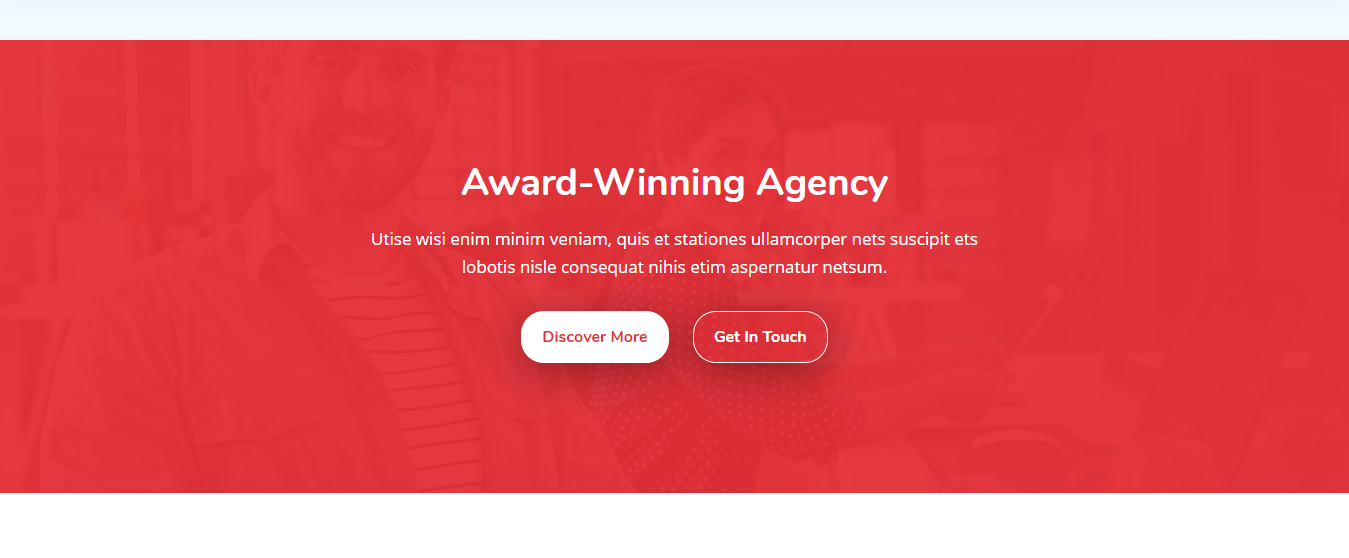 Award-Winning Agency
Utise wisi enim minim veniam, quis et stationes ullamcorper nets suscipit ets
lobotis nisle consequat nihis etim aspernatur netsum.
Discover More
Get In Touch